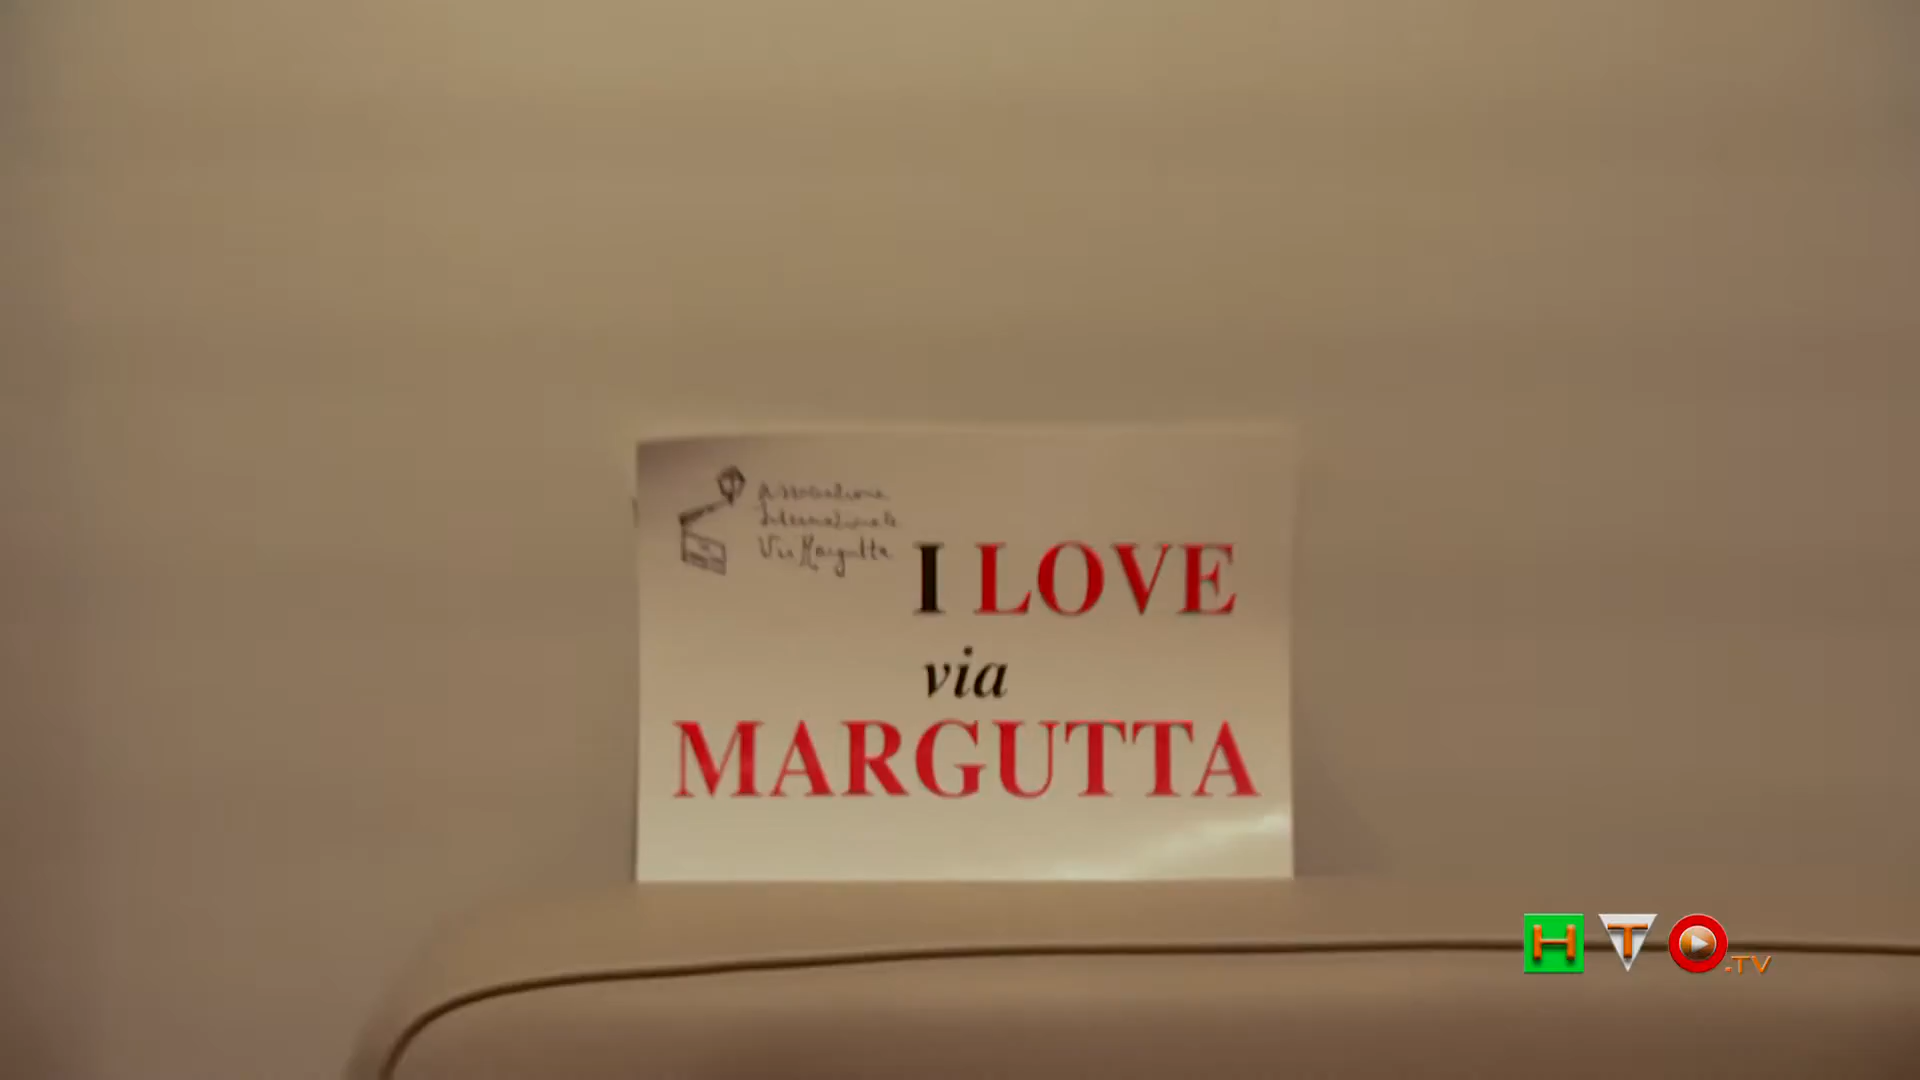 Associazione
Internazionale
Via Margutta
I LOVE
via
MARGUTTA
HTO.TV